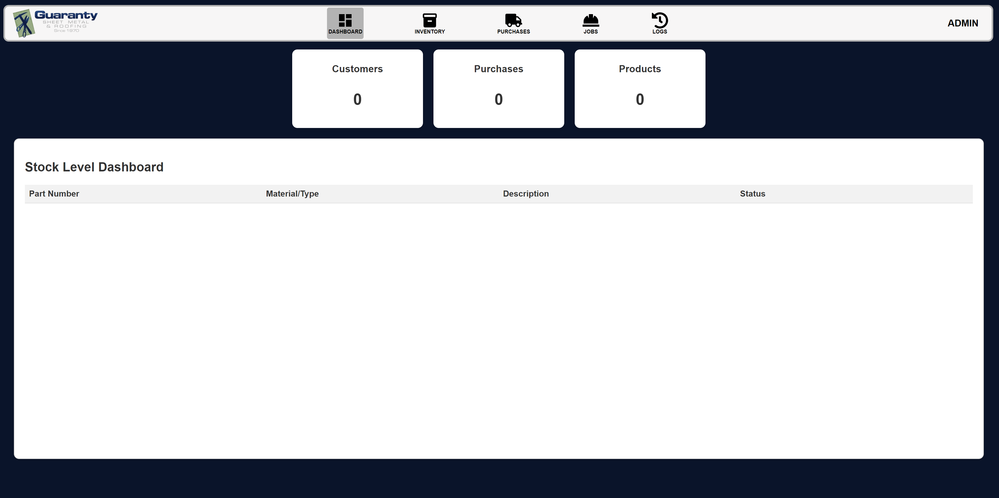 Guaranty
SHEET METAL
& ROOFING
Since 1970
DASHBOARD
INVENTORY
PURCHASES
JOBS
LOGS
ADMIN
Customers
Purchases
Products
0
0
0
Stock Level Dashboard
Part Number
Material/Type
Description
Status